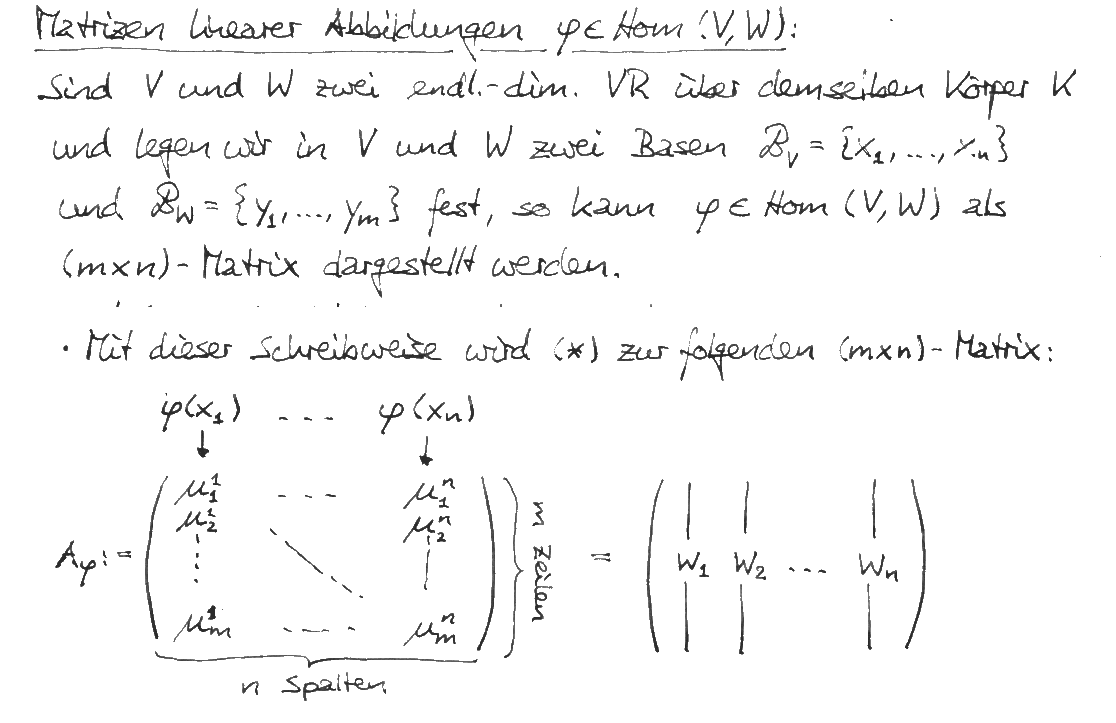 Matrizen linearer Abbildungen φ ∈ Hom (V, W):
Sind V und W zwei endl.-dim. VR über demselben Körper K
und legen wir in V und W zwei Basen ℬ_V = {x₁, ..., xₙ}
und ℬ_W = {y₁, ..., yₘ} fest, so kann φ ∈ Hom (V, W) als
(m×n)-Matrix dargestellt werden.
· Mit dieser Schreibweise wird (*) zur folgenden (m×n)-Matrix:
φ(x₁) --- φ(xₙ)
↓ ↓
μ₁¹ --- μ₁ⁿ
μ₂¹ μ₂ⁿ
A_φ := m Zeilen = W₁ W₂ ... Wₙ
μₘ¹ --- μₘⁿ
n Spalten